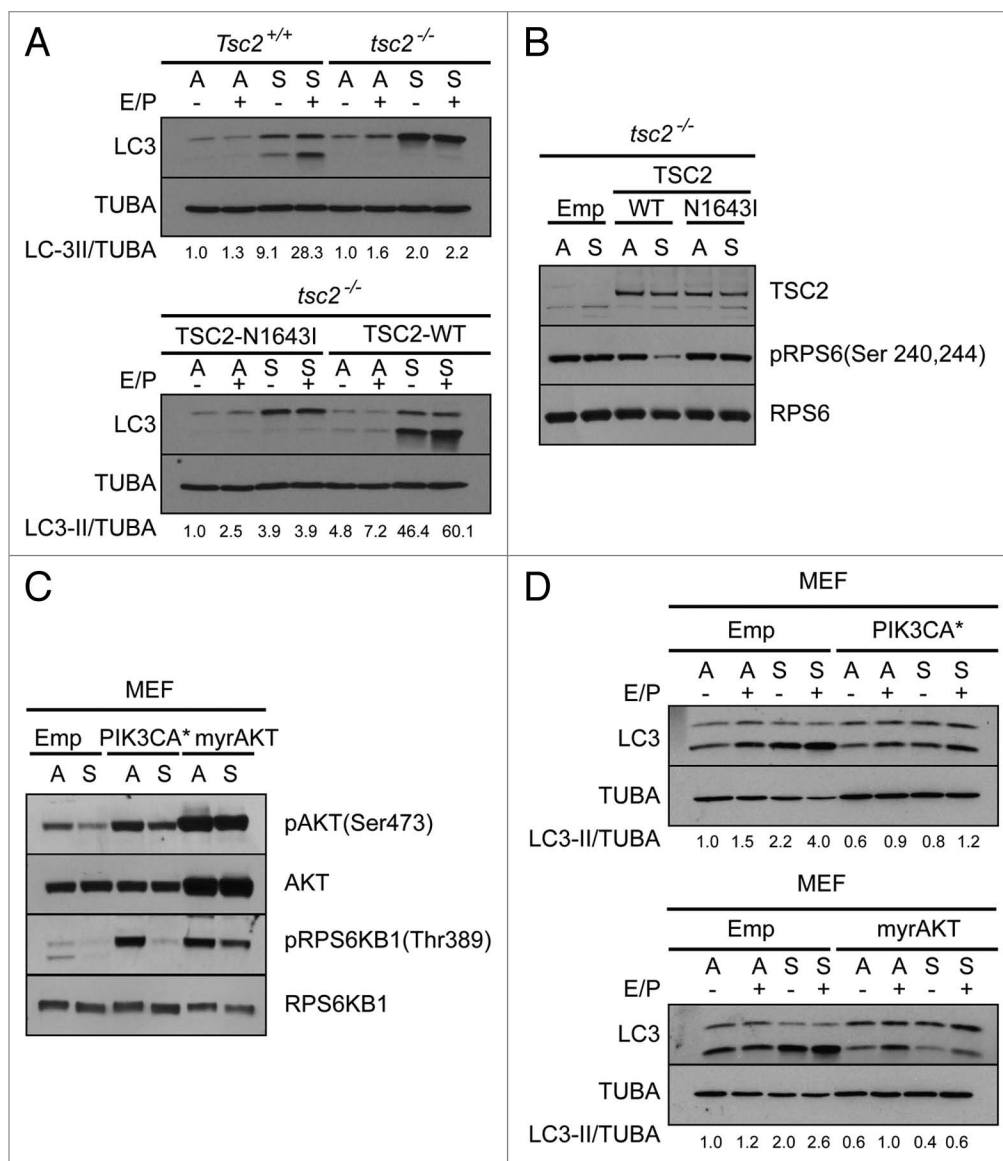 A
Tsc2+/+ tsc2-/-
A A S S A A S S
E/P - + - + - + - +
LC3
TUBA
LC-3II/TUBA 1.0 1.3 9.1 28.3 1.0 1.6 2.0 2.2
tsc2-/-
TSC2-N1643I TSC2-WT
A A S S A A S S
E/P - + - + - + - +
LC3
TUBA
LC3-II/TUBA 1.0 2.5 3.9 3.9 4.8 7.2 46.4 60.1
B
tsc2-/-
TSC2
Emp WT N1643I
A S A S A S
TSC2
pRPS6(Ser 240,244)
RPS6
C
MEF
Emp PIK3CA* myrAKT
A S A S A S
pAKT(Ser473)
AKT
pRPS6KB1(Thr389)
RPS6KB1
D
MEF
Emp PIK3CA*
A A S S A A S S
E/P - + - + - + - +
LC3
TUBA
LC3-II/TUBA 1.0 1.5 2.2 4.0 0.6 0.9 0.8 1.2
MEF
Emp myrAKT
A A S S A A S S
E/P - + - + - + - +
LC3
TUBA
LC3-II/TUBA 1.0 1.2 2.0 2.6 0.6 1.0 0.4 0.6